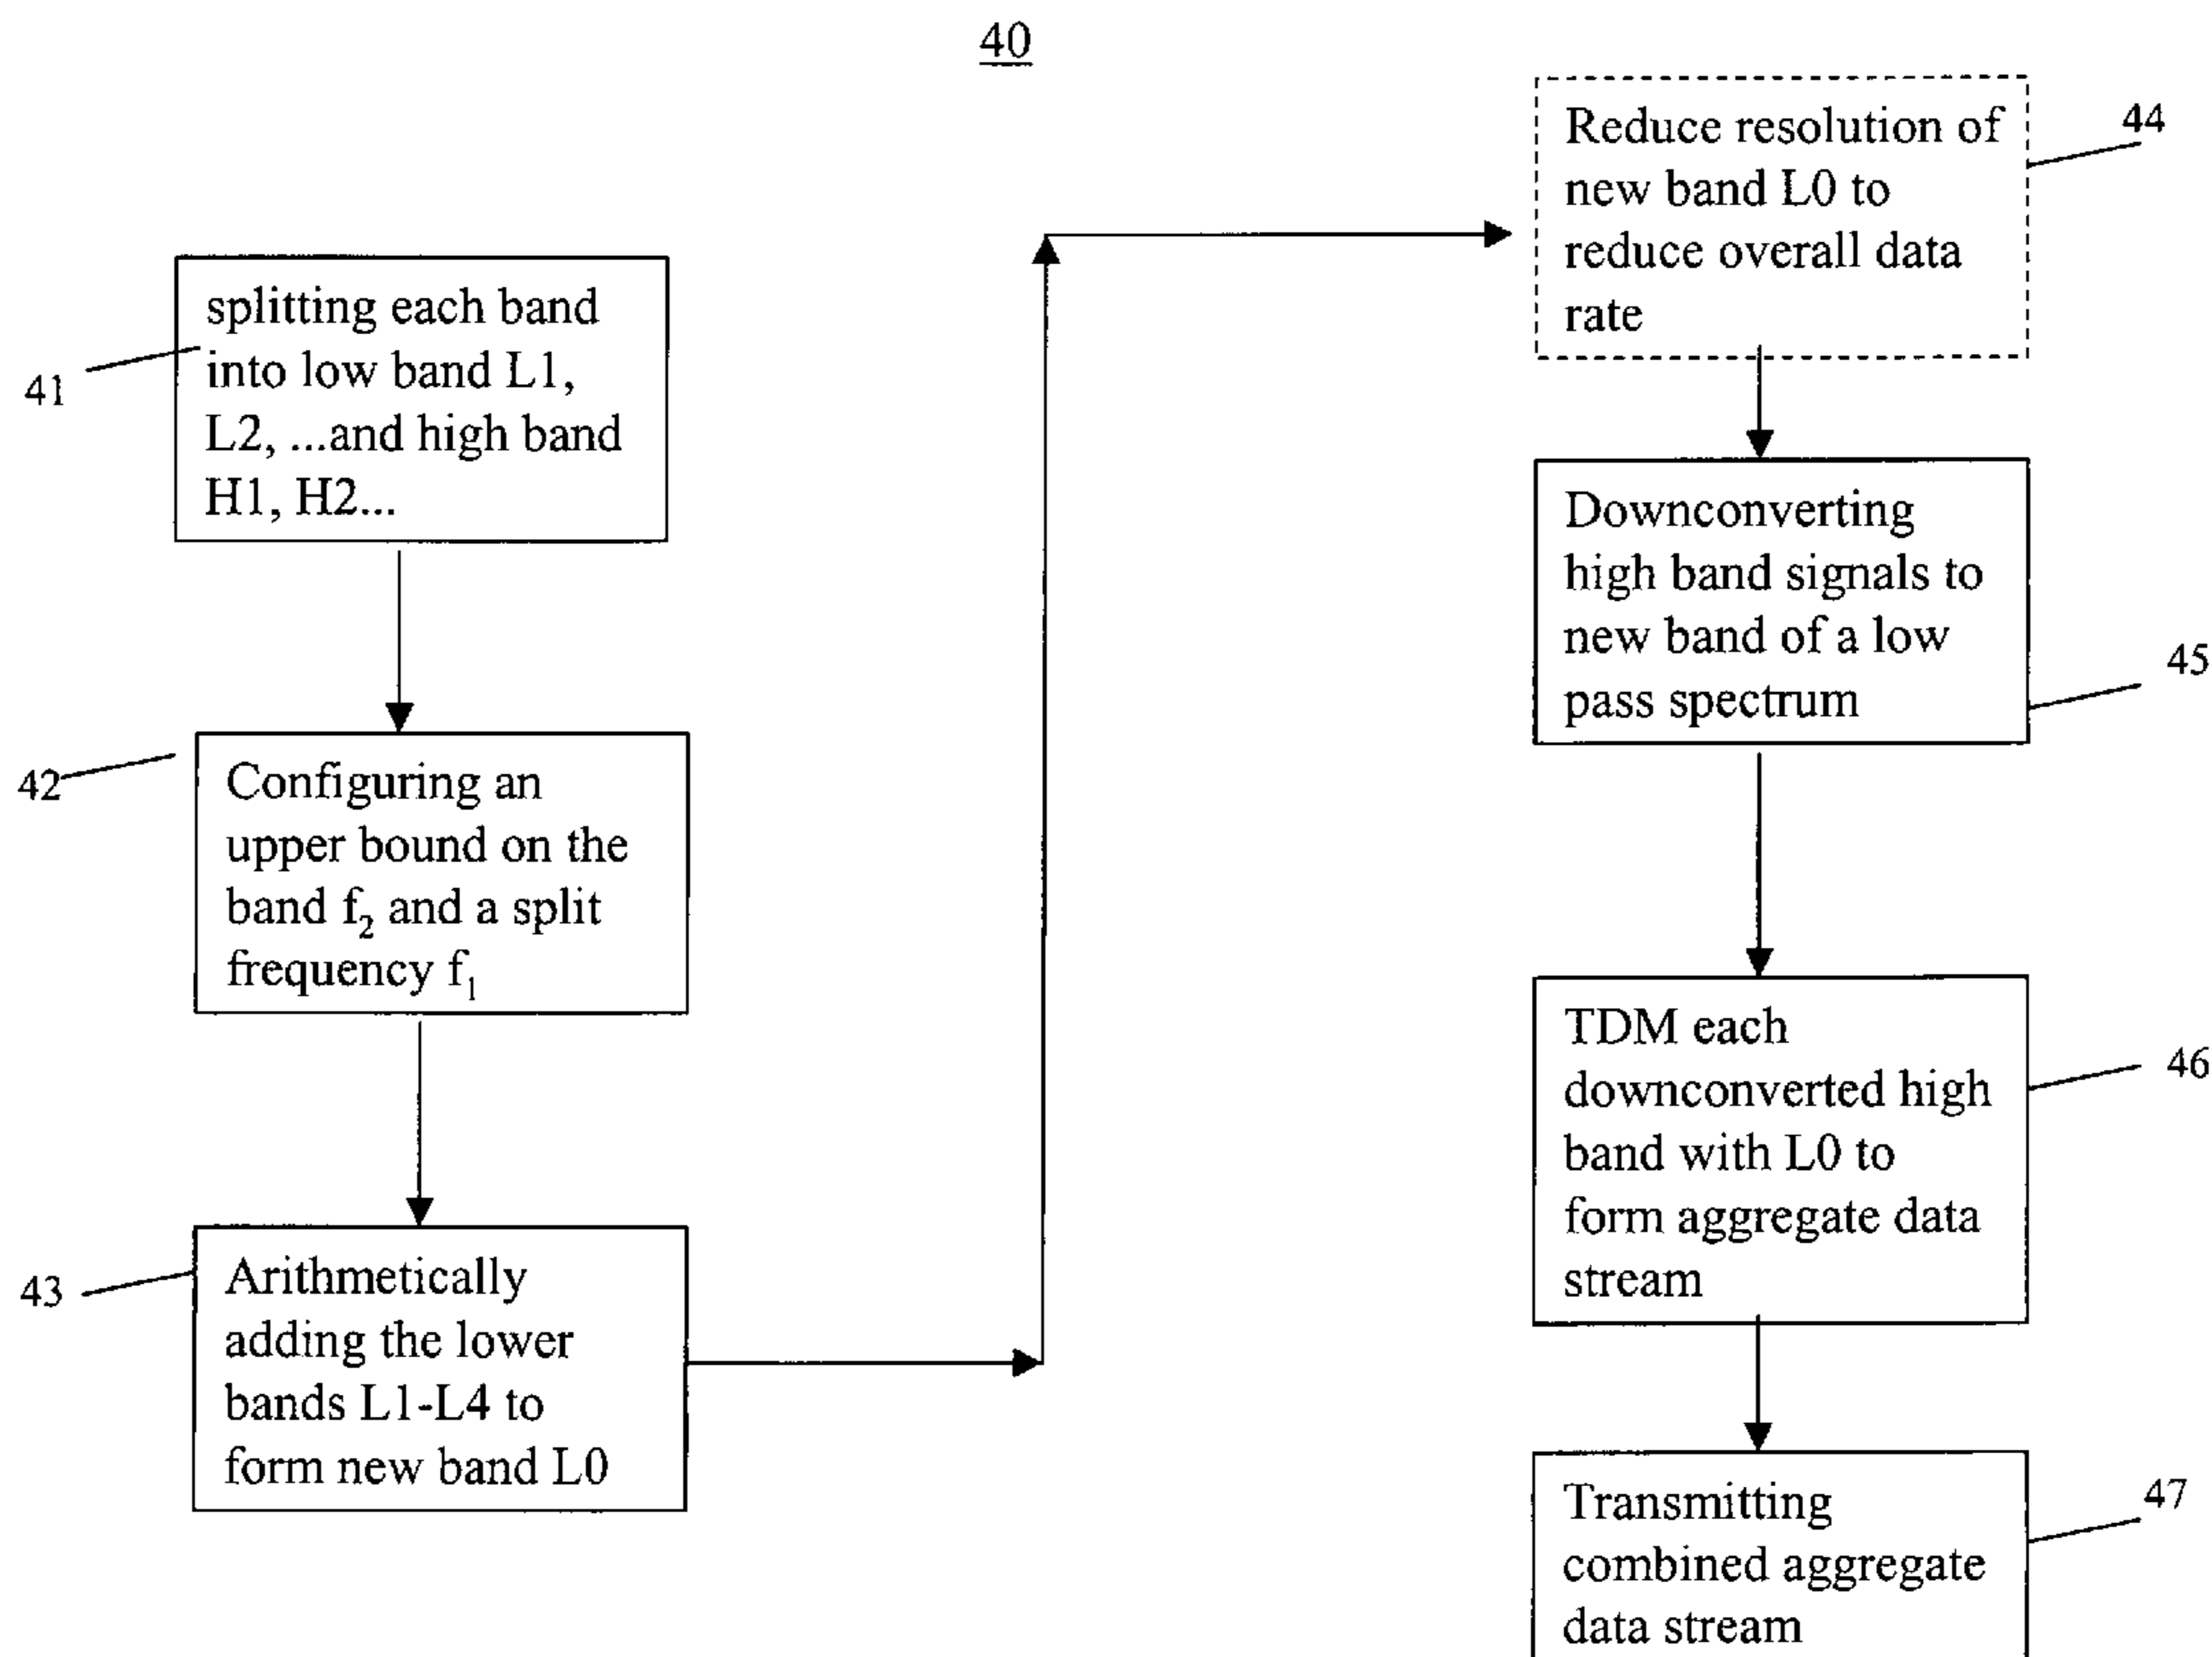 40
splitting each band
into low band L1,
L2, ...and high band
H1, H2...
41
Configuring an
upper bound on the
band f₂ and a split
frequency f₁
42
Arithmetically
adding the lower
bands L1-L4 to
form new band L0
43
Reduce resolution of
new band L0 to
reduce overall data
rate
44
Downconverting
high band signals to
new band of a low
pass spectrum
45
TDM each
downconverted high
band with L0 to
form aggregate data
stream
46
Transmitting
combined aggregate
data stream
47